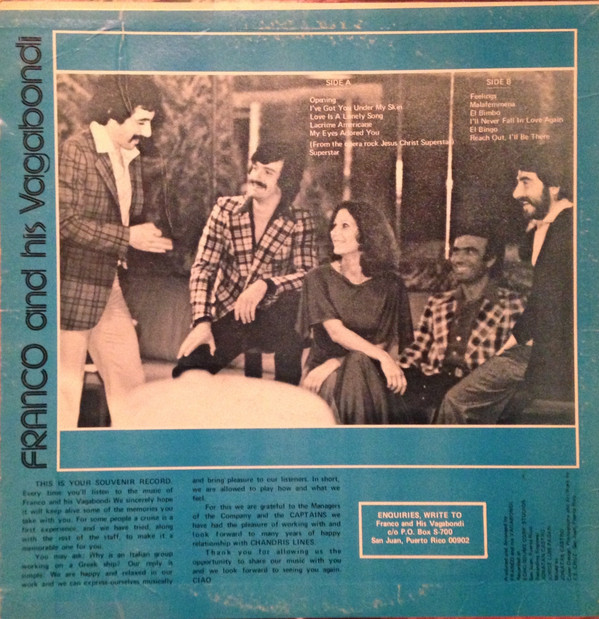 FRANCO and his Vagabondi
SIDE A
Opening
I've Got You Under My Skin
Love Is A Lonely Song
Lacrime Americane
My Eyes Adored You
(From the opera rock Jesus Christ Superstar)
Superstar
SIDE B
Feelings
Malafemmena
El Bimbo
I'll Never Fall In Love Again
El Bingo
Reach Out, I'll Be There
THIS IS YOUR SOUVENIR RECORD.
Every time you'll listen to the music of
Franco and his Vagabondi We sincerely hope
it will keep alive some of the memories you
take with you. For some people a cruise is a
first experience, and we have tried, along
with the rest of the staff, to make it a
memorable one for you.
You may ask: Why is an Italian group
working on a Greek ship? Our reply is
simple: We are happy and relaxed in our
work and we can express ourselves musically
and bring pleasure to our listeners. In short,
we are allowed to play how and what we
feel.
For this we are grateful to the Managers
of the Company and the CAPTAINS we
have had the pleasure of working with and
look forward to many years of happy
relationship with CHANDRIS LINES.
Thank you for allowing us the
opportunity to share our music with you
and we look forward to seeing you again.
CIAO
ENQUIRIES, WRITE TO
Franco and His Vagabondi
c/o P.O. Box S-700
San Juan, Puerto Rico 00902